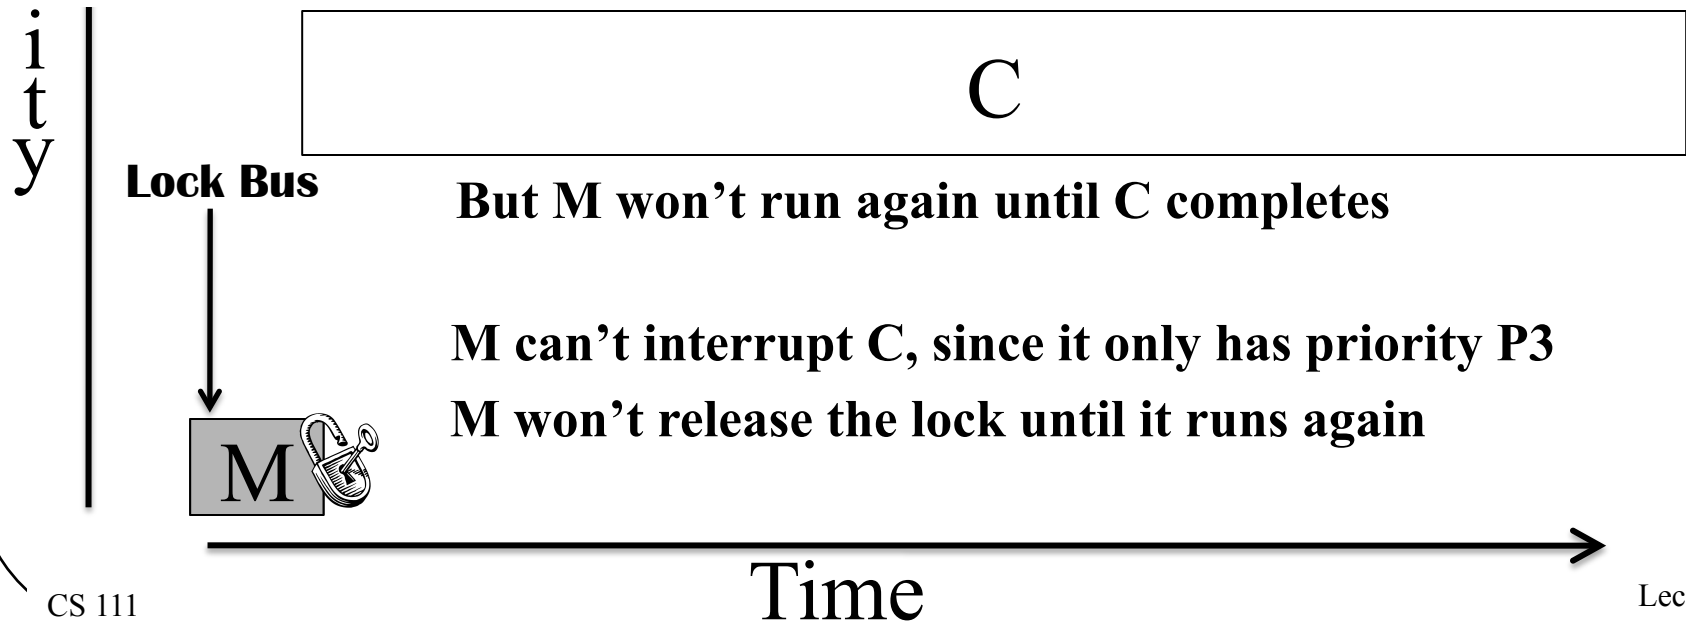 i
t
y
C
Lock Bus
But M won’t run again until C completes
M can’t interrupt C, since it only has priority P3
M won’t release the lock until it runs again
M
Time
CS 111
Lec